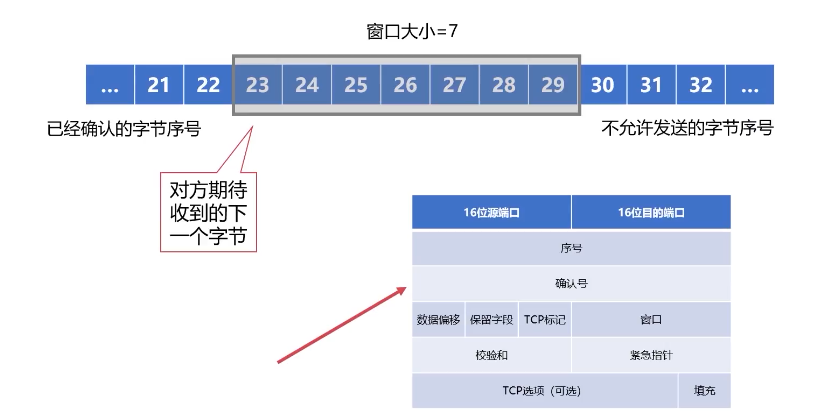 窗口大小=7
... 21 22 23 24 25 26 27 28 29 30 31 32 ...
已经确认的字节序号
不允许发送的字节序号
对方期待
收到的下
一个字节
16位源端口 16位目的端口
序号
确认号
数据偏移 保留字段 TCP标记 窗口
校验和 紧急指针
TCP选项（可选） 填充